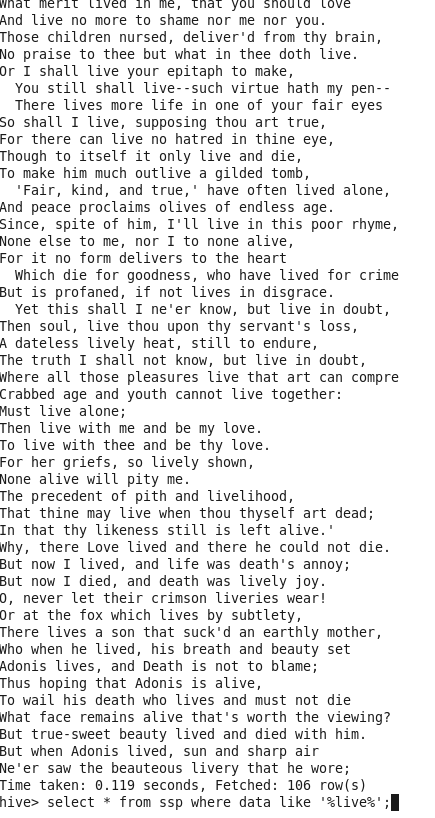 What merit lived in me, that you should love
And live no more to shame nor me nor you.
Those children nursed, deliver'd from thy brain,
No praise to thee but what in thee doth live.
Or I shall live your epitaph to make,
  You still shall live--such virtue hath my pen--
  There lives more life in one of your fair eyes
So shall I live, supposing thou art true,
For there can live no hatred in thine eye,
Though to itself it only live and die,
To make him much outlive a gilded tomb,
  'Fair, kind, and true,' have often lived alone,
And peace proclaims olives of endless age.
Since, spite of him, I'll live in this poor rhyme,
None else to me, nor I to none alive,
For it no form delivers to the heart
  Which die for goodness, who have lived for crime
But is profaned, if not lives in disgrace.
  Yet this shall I ne'er know, but live in doubt,
Then soul, live thou upon thy servant's loss,
A dateless lively heat, still to endure,
The truth I shall not know, but live in doubt,
Where all those pleasures live that art can compre
Crabbed age and youth cannot live together:
Must live alone;
Then live with me and be my love.
To live with thee and be thy love.
For her griefs, so lively shown,
None alive will pity me.
The precedent of pith and livelihood,
That thine may live when thou thyself art dead;
In that thy likeness still is left alive.'
Why, there Love lived and there he could not die.
But now I lived, and life was death's annoy;
But now I died, and death was lively joy.
O, never let their crimson liveries wear!
Or at the fox which lives by subtlety,
There lives a son that suck'd an earthly mother,
Who when he lived, his breath and beauty set
Adonis lives, and Death is not to blame;
Thus hoping that Adonis is alive,
To wail his death who lives and must not die
What face remains alive that's worth the viewing?
But true-sweet beauty lived and died with him.
But when Adonis lived, sun and sharp air
Ne'er saw the beauteous livery that he wore;
Time taken: 0.119 seconds, Fetched: 106 row(s)
hive> select * from ssp where data like '%live%';